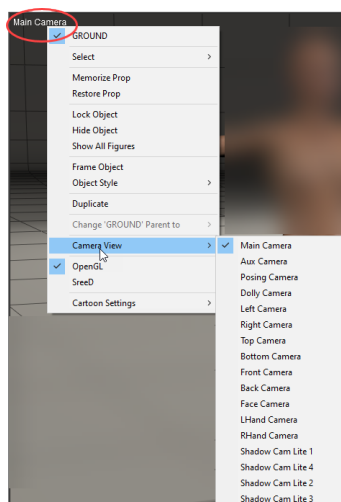 Main Camera
GROUND
Select
Memorize Prop
Restore Prop
Lock Object
Hide Object
Show All Figures
Frame Object
Object Style
Duplicate
Change 'GROUND' Parent to
Camera View
OpenGL
SreeD
Cartoon Settings
Main Camera
Aux Camera
Posing Camera
Dolly Camera
Left Camera
Right Camera
Top Camera
Bottom Camera
Front Camera
Back Camera
Face Camera
LHand Camera
RHand Camera
Shadow Cam Lite 1
Shadow Cam Lite 4
Shadow Cam Lite 2
Shadow Cam Lite 3